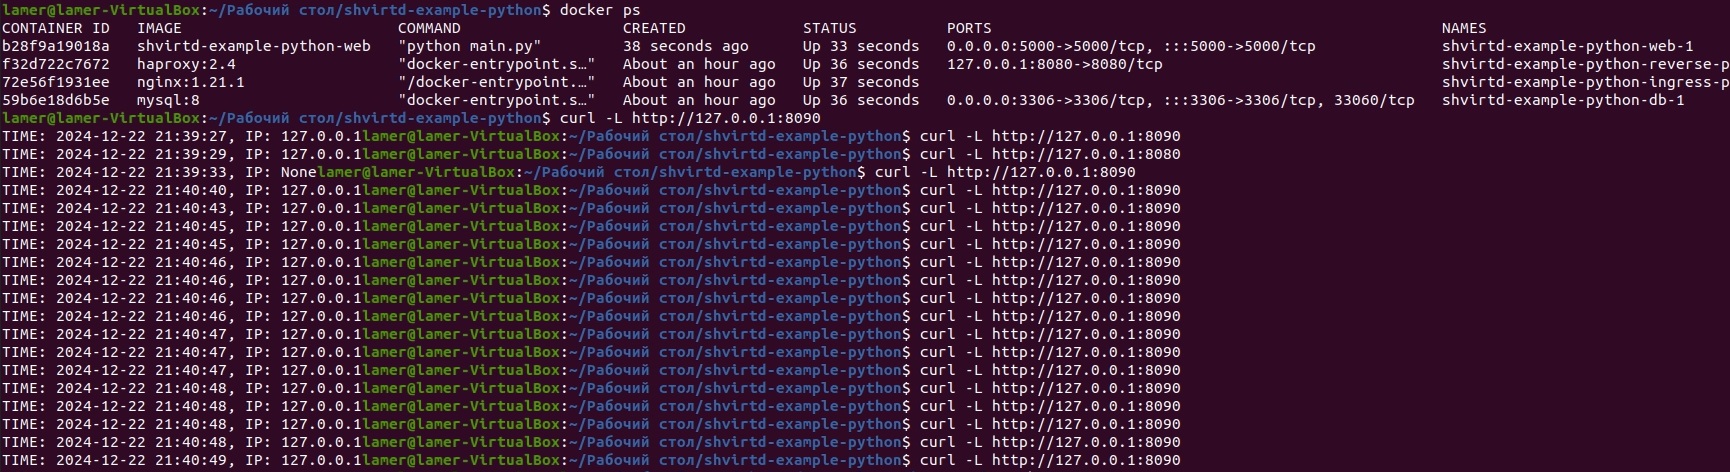 lamer@lamer-VirtualBox:~/Рабочий стол/shvirtd-example-python$ docker ps
CONTAINER ID   IMAGE                        COMMAND                  CREATED             STATUS          PORTS                                                  NAMES
b28f9a19018a   shvirtd-example-python-web   "python main.py"         38 seconds ago      Up 33 seconds   0.0.0.0:5000->5000/tcp, :::5000->5000/tcp              shvirtd-example-python-web-1
f32d722c7672   haproxy:2.4                  "docker-entrypoint.s…"   About an hour ago   Up 36 seconds   127.0.0.1:8080->8080/tcp                               shvirtd-example-python-reverse-p
72e56f1931ee   nginx:1.21.1                 "/docker-entrypoint.…"   About an hour ago   Up 37 seconds                                                          shvirtd-example-python-ingress-p
59b6e18d6b5e   mysql:8                      "docker-entrypoint.s…"   About an hour ago   Up 36 seconds   0.0.0.0:3306->3306/tcp, :::3306->3306/tcp, 33060/tcp   shvirtd-example-python-db-1
lamer@lamer-VirtualBox:~/Рабочий стол/shvirtd-example-python$ curl -L http://127.0.0.1:8090
TIME: 2024-12-22 21:39:27, IP: 127.0.0.1lamer@lamer-VirtualBox:~/Рабочий стол/shvirtd-example-python$ curl -L http://127.0.0.1:8090
TIME: 2024-12-22 21:39:29, IP: 127.0.0.1lamer@lamer-VirtualBox:~/Рабочий стол/shvirtd-example-python$ curl -L http://127.0.0.1:8080
TIME: 2024-12-22 21:39:33, IP: Nonelamer@lamer-VirtualBox:~/Рабочий стол/shvirtd-example-python$ curl -L http://127.0.0.1:8090
TIME: 2024-12-22 21:40:40, IP: 127.0.0.1lamer@lamer-VirtualBox:~/Рабочий стол/shvirtd-example-python$ curl -L http://127.0.0.1:8090
TIME: 2024-12-22 21:40:43, IP: 127.0.0.1lamer@lamer-VirtualBox:~/Рабочий стол/shvirtd-example-python$ curl -L http://127.0.0.1:8090
TIME: 2024-12-22 21:40:45, IP: 127.0.0.1lamer@lamer-VirtualBox:~/Рабочий стол/shvirtd-example-python$ curl -L http://127.0.0.1:8090
TIME: 2024-12-22 21:40:45, IP: 127.0.0.1lamer@lamer-VirtualBox:~/Рабочий стол/shvirtd-example-python$ curl -L http://127.0.0.1:8090
TIME: 2024-12-22 21:40:46, IP: 127.0.0.1lamer@lamer-VirtualBox:~/Рабочий стол/shvirtd-example-python$ curl -L http://127.0.0.1:8090
TIME: 2024-12-22 21:40:46, IP: 127.0.0.1lamer@lamer-VirtualBox:~/Рабочий стол/shvirtd-example-python$ curl -L http://127.0.0.1:8090
TIME: 2024-12-22 21:40:46, IP: 127.0.0.1lamer@lamer-VirtualBox:~/Рабочий стол/shvirtd-example-python$ curl -L http://127.0.0.1:8090
TIME: 2024-12-22 21:40:46, IP: 127.0.0.1lamer@lamer-VirtualBox:~/Рабочий стол/shvirtd-example-python$ curl -L http://127.0.0.1:8090
TIME: 2024-12-22 21:40:47, IP: 127.0.0.1lamer@lamer-VirtualBox:~/Рабочий стол/shvirtd-example-python$ curl -L http://127.0.0.1:8090
TIME: 2024-12-22 21:40:47, IP: 127.0.0.1lamer@lamer-VirtualBox:~/Рабочий стол/shvirtd-example-python$ curl -L http://127.0.0.1:8090
TIME: 2024-12-22 21:40:47, IP: 127.0.0.1lamer@lamer-VirtualBox:~/Рабочий стол/shvirtd-example-python$ curl -L http://127.0.0.1:8090
TIME: 2024-12-22 21:40:48, IP: 127.0.0.1lamer@lamer-VirtualBox:~/Рабочий стол/shvirtd-example-python$ curl -L http://127.0.0.1:8090
TIME: 2024-12-22 21:40:48, IP: 127.0.0.1lamer@lamer-VirtualBox:~/Рабочий стол/shvirtd-example-python$ curl -L http://127.0.0.1:8090
TIME: 2024-12-22 21:40:48, IP: 127.0.0.1lamer@lamer-VirtualBox:~/Рабочий стол/shvirtd-example-python$ curl -L http://127.0.0.1:8090
TIME: 2024-12-22 21:40:48, IP: 127.0.0.1lamer@lamer-VirtualBox:~/Рабочий стол/shvirtd-example-python$ curl -L http://127.0.0.1:8090
TIME: 2024-12-22 21:40:49, IP: 127.0.0.1lamer@lamer-VirtualBox:~/Рабочий стол/shvirtd-example-python$ curl -L http://127.0.0.1:8090